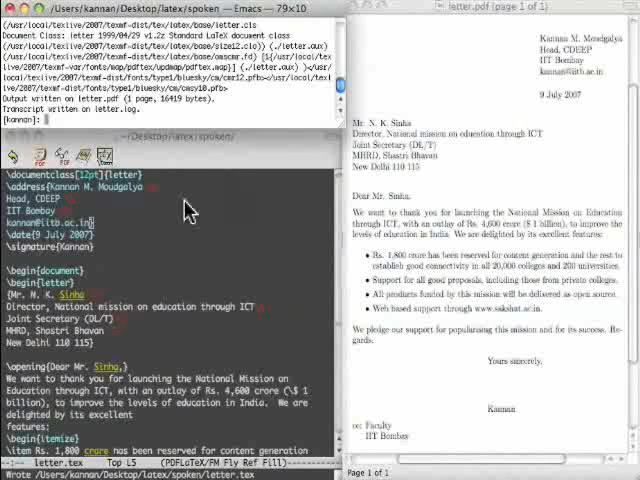 /Users/kannan/Desktop/latex/spoken — Emacs — 79×10
(/usr/local/texlive/2007/texmf-dist/tex/latex/base/letter.cls
Document Class: letter 1999/04/29 v1.2z Standard LaTeX document class
(/usr/local/texlive/2007/texmf-dist/tex/latex/base/size12.clo)) (./letter.aux)
(/usr/local/texlive/2007/texmf-dist/tex/latex/base/omscmr.fd) [1{/usr/local/te
xlive/2007/texmf-var/fonts/map/pdftex/updmap/pdftex.map}] (./letter.aux) )</usr/
local/texlive/2007/texmf-dist/fonts/type1/bluesky/cm/cmr12.pfb></usr/local/tex
live/2007/texmf-dist/fonts/type1/bluesky/cm/cmsy10.pfb>
Output written on letter.pdf (1 page, 16419 bytes).
Transcript written on letter.log.
[kannan]:
~/Desktop/latex/spoken/
\documentclass[12pt]{letter}
\address{Kannan M. Moudgalya \\
Head, CDEEP \\
IIT Bombay \\
kannan@iitb.ac.in}
\date{9 July 2007}
\signature{Kannan}
\begin{document}
\begin{letter}
{Mr. N. K. Sinha \\
Director, National mission on education through ICT \\
Joint Secretary (DL/T) \\
MHRD, Shastri Bhavan \\
New Delhi 110 115}
\opening{Dear Mr. Sinha,}
We want to thank you for launching the National Mission on
Education through ICT, with an outlay of Rs. 4,600 crore (\$ 1
billion), to improve the levels of education in India. We are
delighted by its excellent
features:
\begin{itemize}
\item Rs. 1,800 crore has been reserved for content generation
--:-- letter.tex Top L5 (PDFLaTeX/FM Fly Ref Fill)
Wrote /Users/kannan/Desktop/latex/spoken/letter.tex
letter.pdf (page 1 of 1)
Kannan M. Moudgalya
Head, CDEEP
IIT Bombay
kannan@iitb.ac.in
9 July 2007
Mr. N. K. Sinha
Director, National mission on education through ICT
Joint Secretary (DL/T)
MHRD, Shastri Bhavan
New Delhi 110 115
Dear Mr. Sinha,
We want to thank you for launching the National Mission on Education
through ICT, with an outlay of Rs. 4,600 crore ($ 1 billion), to improve the
levels of education in India. We are delighted by its excellent features:
• Rs. 1,800 crore has been reserved for content generation and the rest to
establish good connectivity in all 20,000 colleges and 200 universities.
• Support for all good proposals, including those from private colleges.
• All products funded by this mission will be delivered as open source.
• Web based support through www.sakshat.ac.in.
We pledge our support for popularising this mission and for its success. Re-
gards.
Yours sincerely,
Kannan
cc: Faculty
IIT Bombay
Page 1 of 1